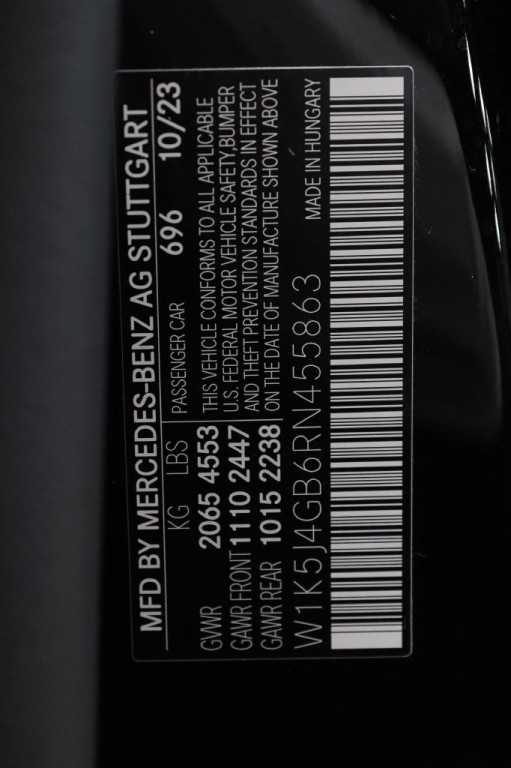 MFD BY MERCEDES-BENZ AG STUTTGART
KG LBS 696 10/23
GVWR 2065 4553 PASSENGER CAR
GAWR FRONT 1110 2447 THIS VEHICLE CONFORMS TO ALL APPLICABLE
GAWR REAR 1015 2238 U.S. FEDERAL MOTOR VEHICLE SAFETY,BUMPER
AND THEFT PREVENTION STANDARDS IN EFFECT
ON THE DATE OF MANUFACTURE SHOWN ABOVE
W1K5J4GB6RN455863 MADE IN HUNGARY